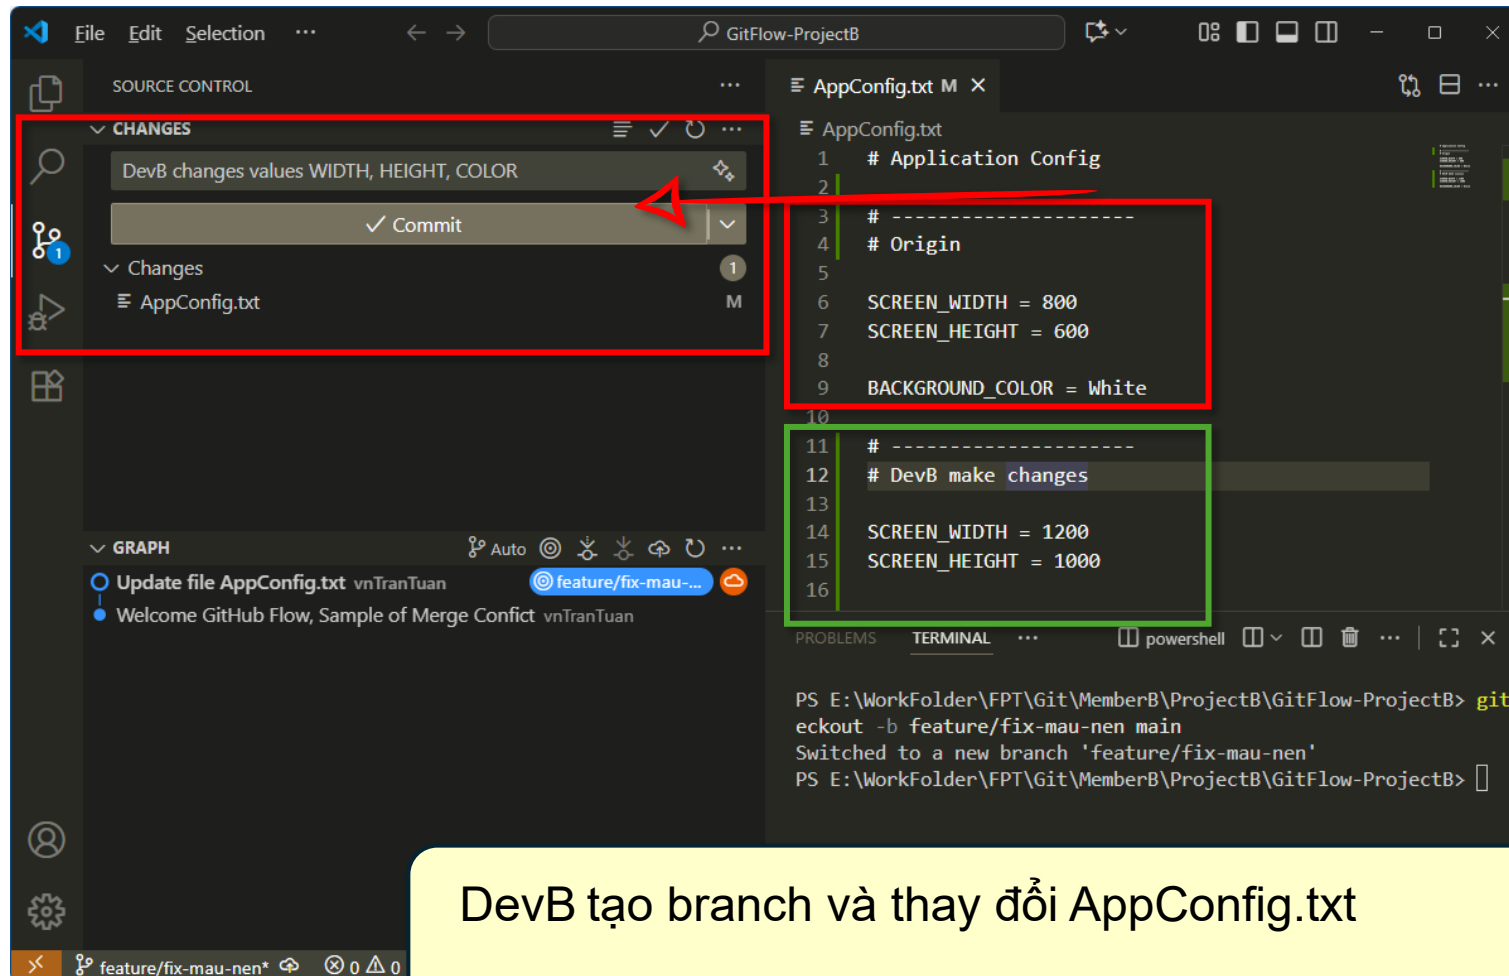 File Edit Selection ··· GitFlow-ProjectB
SOURCE CONTROL ···
CHANGES ···
DevB changes values WIDTH, HEIGHT, COLOR
Commit
Changes 1
AppConfig.txt M
1
GRAPH Auto ···
Update file AppConfig.txt vnTranTuan feature/fix-mau-...
Welcome GitHub Flow, Sample of Merge Confict vnTranTuan
AppConfig.txt M
AppConfig.txt
1 # Application Config
2
3 # ---------------------
4 # Origin
5
6 SCREEN_WIDTH = 800
7 SCREEN_HEIGHT = 600
8
9 BACKGROUND_COLOR = White
10
11 # ---------------------
12 # DevB make changes
13
14 SCREEN_WIDTH = 1200
15 SCREEN_HEIGHT = 1000
16
PROBLEMS TERMINAL ··· powershell ···
PS E:\WorkFolder\FPT\Git\MemberB\ProjectB\GitFlow-ProjectB> git
eckout -b feature/fix-mau-nen main
Switched to a new branch 'feature/fix-mau-nen'
PS E:\WorkFolder\FPT\Git\MemberB\ProjectB\GitFlow-ProjectB>
DevB tạo branch và thay đổi AppConfig.txt
feature/fix-mau-nen* 0 0